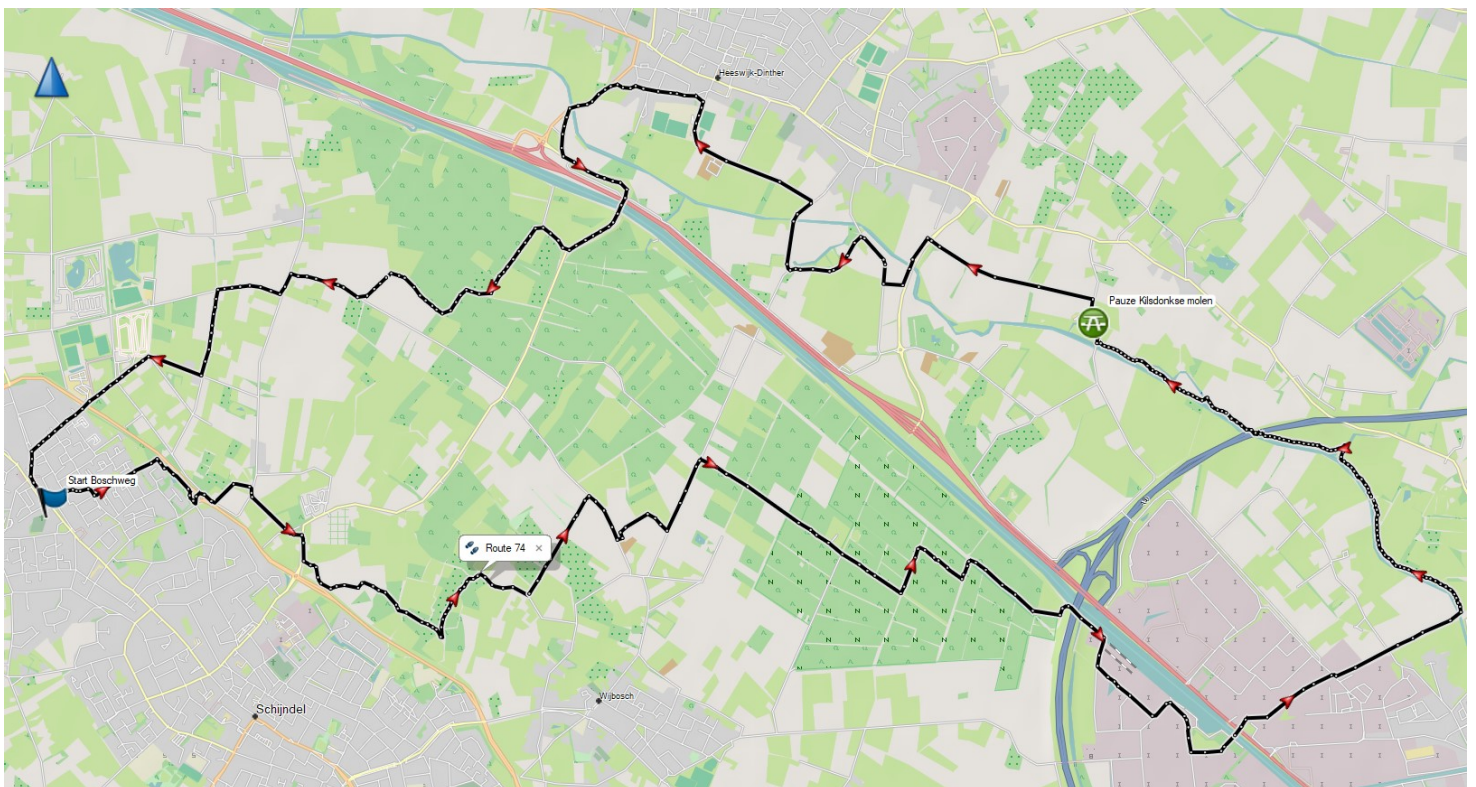 Heeswijk-Dinther
Pauze Kilsdonkse molen
Start Boschweg
Route 74 ×
Wijbosch
Schijndel